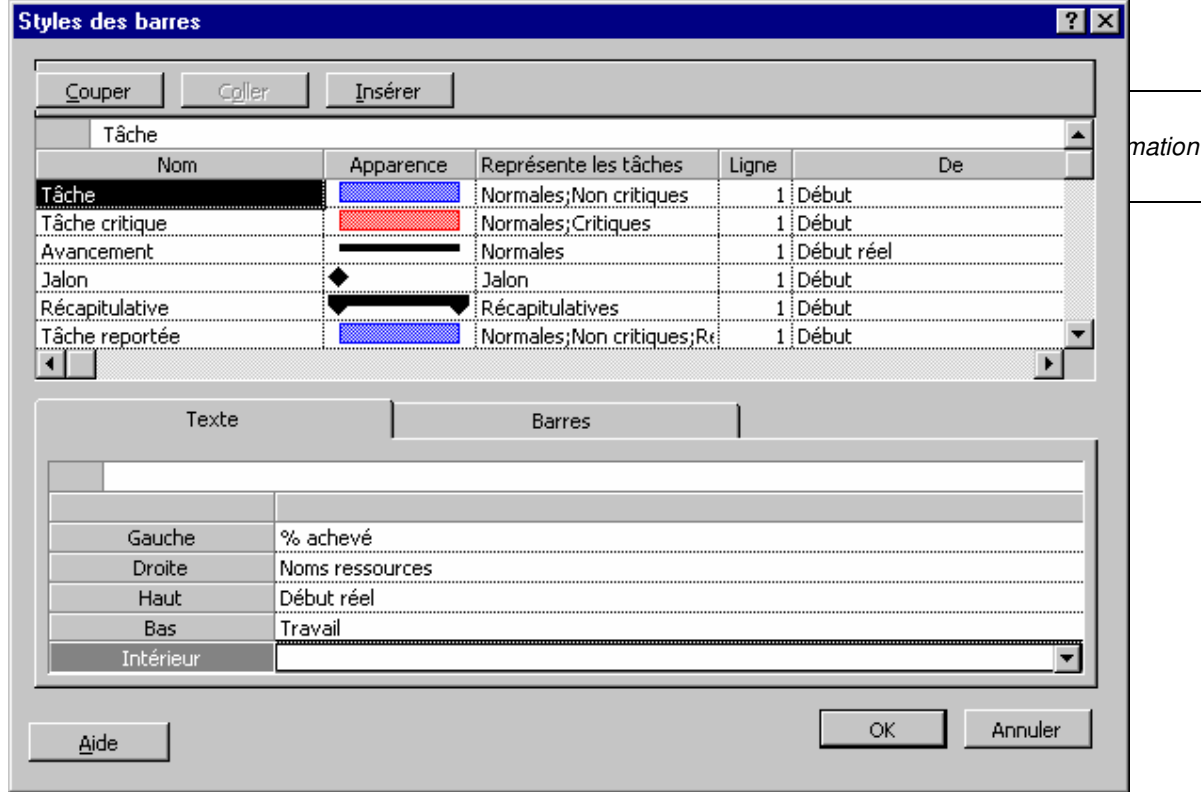 Styles des barres
Couper Coller Insérer
Tâche
Nom Apparence Représente les tâches Ligne De
Tâche Normales;Non critiques 1 Début
Tâche critique Normales;Critiques 1 Début
Avancement Normales 1 Début réel
Jalon Jalon 1 Début
Récapitulative Récapitulatives 1 Début
Tâche reportée Normales;Non critiques;Re 1 Début
mation
Texte Barres
Gauche % achevé
Droite Noms ressources
Haut Début réel
Bas Travail
Intérieur
Aide OK Annuler